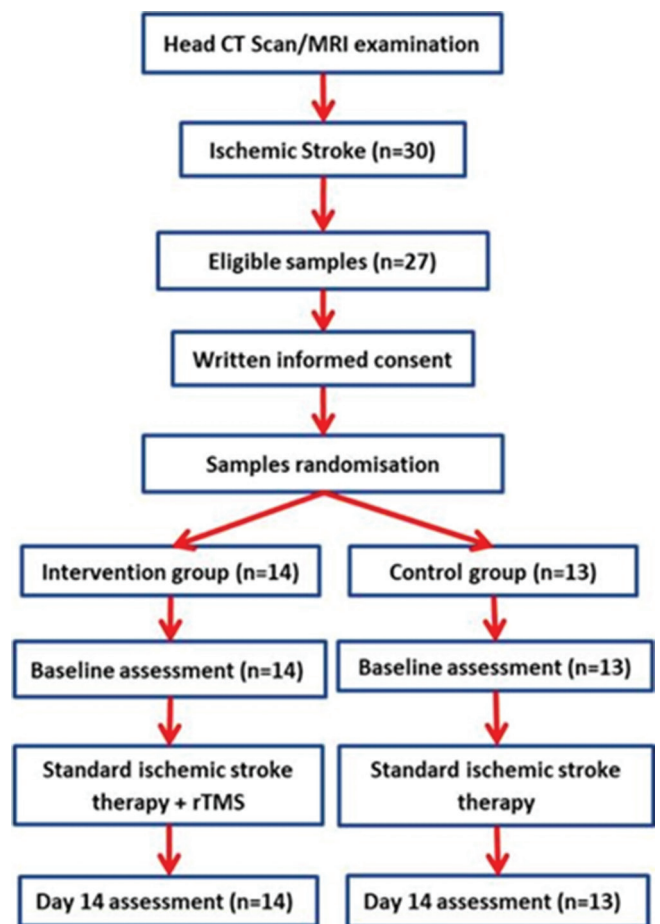 Head CT Scan/MRI examination
Ischemic Stroke (n=30)
Eligible samples (n=27)
Written informed consent
Samples randomisation
Intervention group (n=14)
Control group (n=13)
Baseline assessment (n=14)
Baseline assessment (n=13)
Standard ischemic stroke
therapy + rTMS
Standard ischemic stroke
therapy
Day 14 assessment (n=14)
Day 14 assessment (n=13)